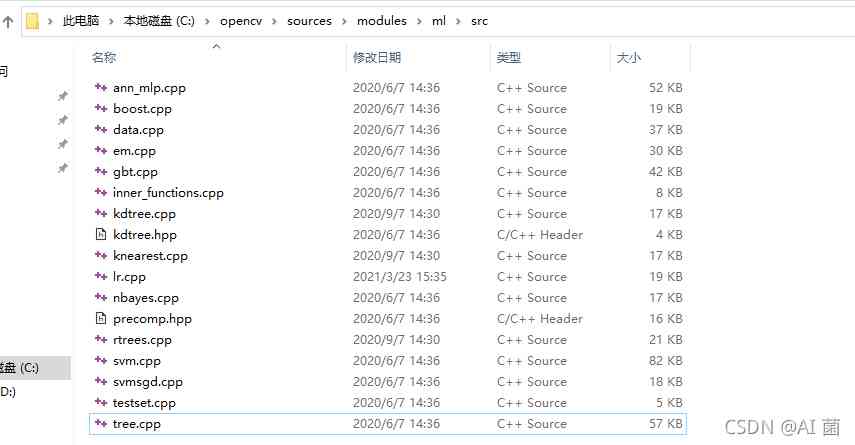 此电脑 > 本地磁盘 (C:) > opencv > sources > modules > ml > src
名称 修改日期 类型 大小
问
ann_mlp.cpp 2020/6/7 14:36 C++ Source 52 KB
boost.cpp 2020/6/7 14:36 C++ Source 19 KB
data.cpp 2020/6/7 14:36 C++ Source 37 KB
em.cpp 2020/6/7 14:36 C++ Source 30 KB
gbt.cpp 2020/6/7 14:36 C++ Source 42 KB
inner_functions.cpp 2020/6/7 14:36 C++ Source 8 KB
kdtree.cpp 2020/9/7 14:30 C++ Source 17 KB
kdtree.hpp 2020/6/7 14:36 C/C++ Header 4 KB
knearest.cpp 2020/9/7 14:30 C++ Source 17 KB
lr.cpp 2021/3/23 15:35 C++ Source 19 KB
nbayes.cpp 2020/6/7 14:36 C++ Source 17 KB
precomp.hpp 2020/6/7 14:36 C/C++ Header 16 KB
rtrees.cpp 2020/9/7 14:30 C++ Source 21 KB
svm.cpp 2020/6/7 14:36 C++ Source 82 KB
磁盘 (C:)
svmsgd.cpp 2020/6/7 14:36 C++ Source 18 KB
D:)
testset.cpp 2020/6/7 14:36 C++ Source 5 KB
tree.cpp 2020/6/7 14:36 C++ Source 57 KB
CSDN @AI 菌